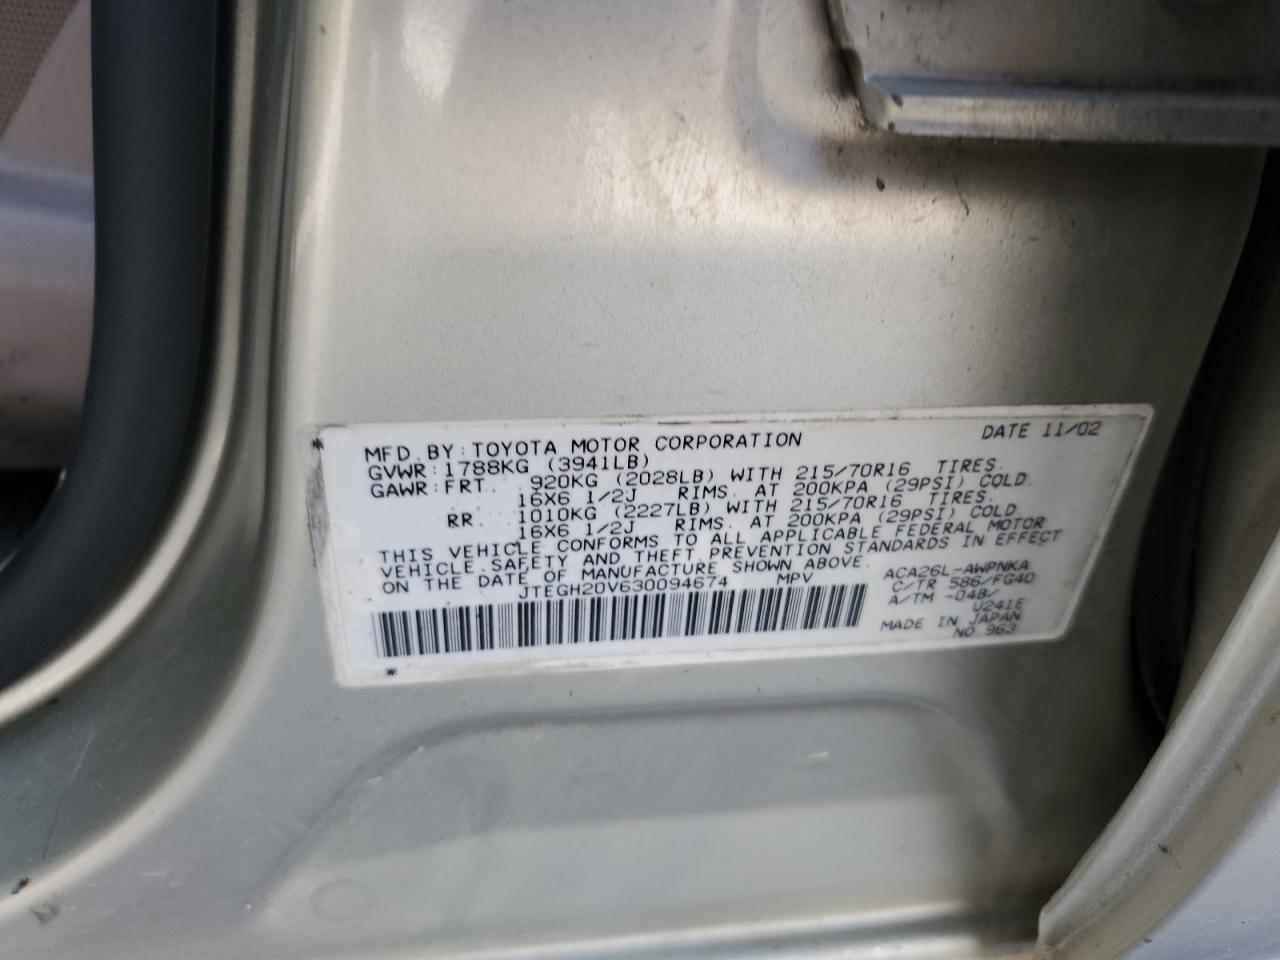 MFD. BY: TOYOTA MOTOR CORPORATION DATE 11/02
GVWR: 1788KG (3941LB)
GAWR: FRT. 920KG (2028LB) WITH 215/70R16 TIRES.
16X6 1/2J RIMS. AT 200KPA (29PSI) COLD.
RR. 1010KG (2227LB) WITH 215/70R16 TIRES.
16X6 1/2J RIMS. AT 200KPA (29PSI) COLD.
THIS VEHICLE CONFORMS TO ALL APPLICABLE FEDERAL MOTOR
VEHICLE SAFETY AND THEFT PREVENTION STANDARDS IN EFFECT
ON THE DATE OF MANUFACTURE SHOWN ABOVE.
JTEGH20V630094674 MPV
ACA26L-AWPNKA
C/TR 586/FG40
A/TM -04B/
U241E
MADE IN JAPAN
NO 963